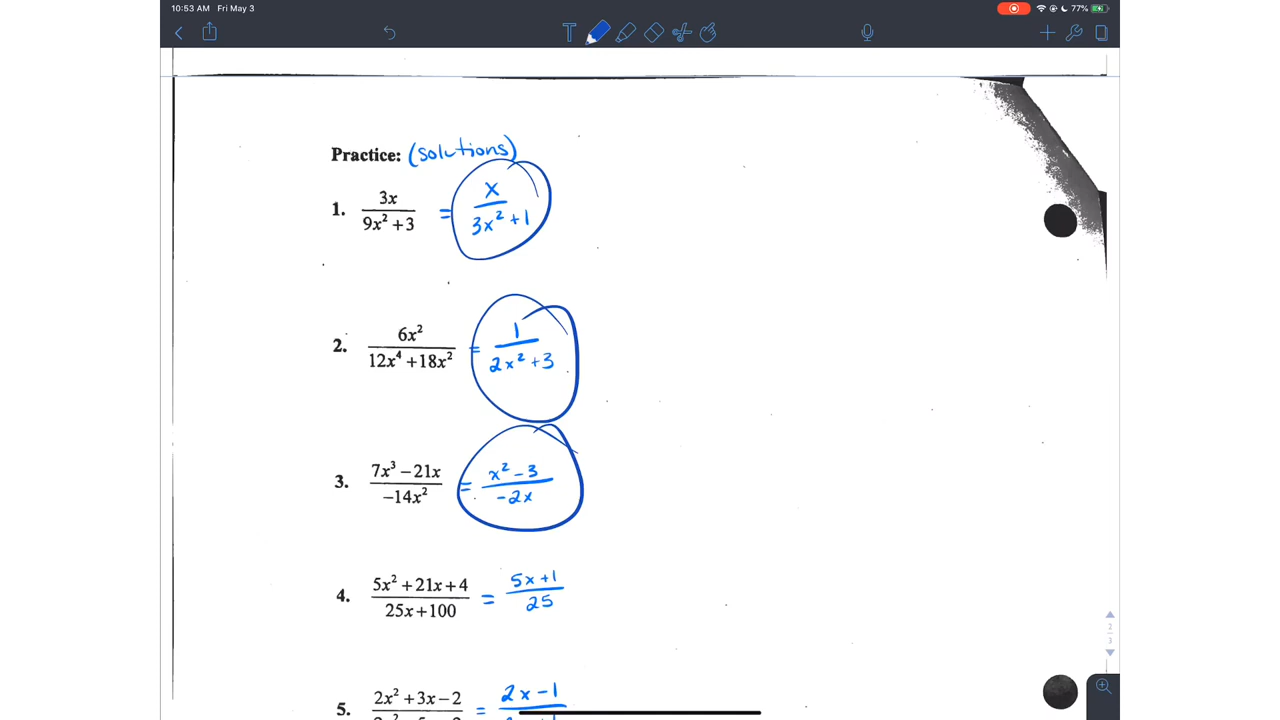 10:53 AM Fri May 3
77%
T
Practice: (solutions)
1. 3x / 9x² + 3 = x / 3x² + 1
2. 6x² / 12x⁴ + 18x² = 1 / 2x² + 3
3. 7x³ − 21x / −14x² = x² − 3 / −2x
4. 5x² + 21x + 4 / 25x + 100 = 5x + 1 / 25
2
3
5. 2x² + 3x − 2 = 2x − 1